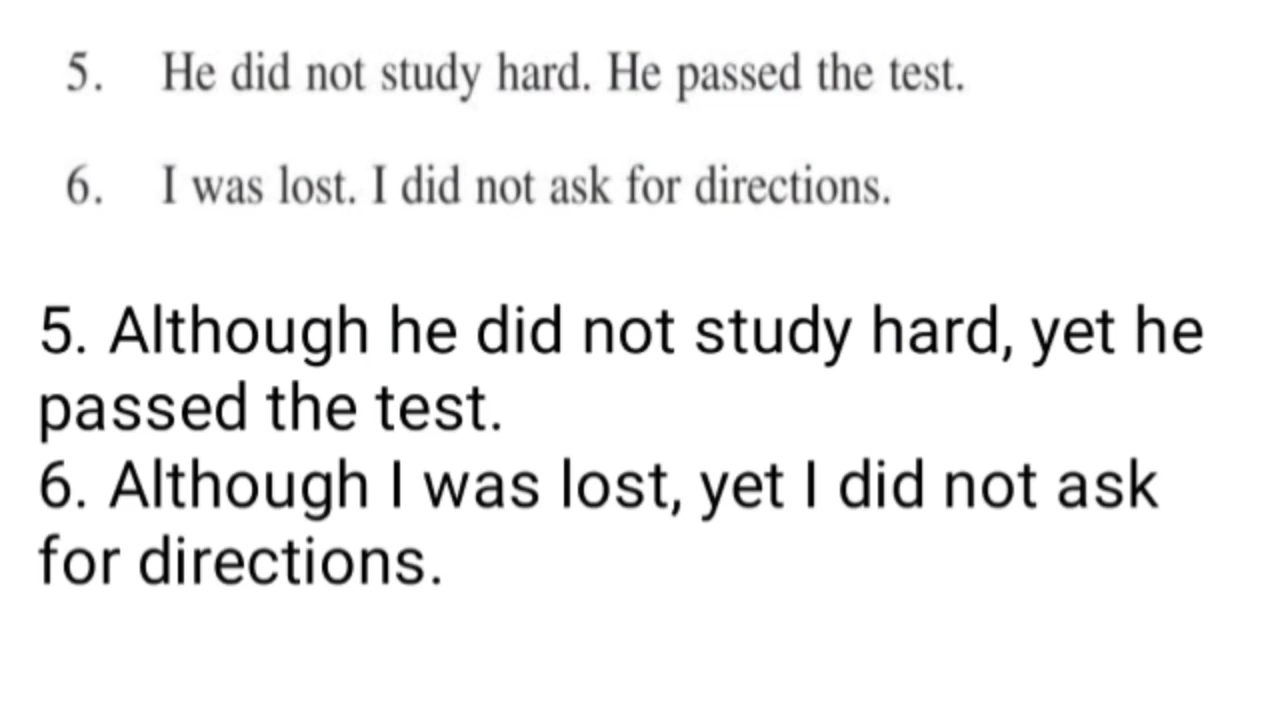 5. He did not study hard. He passed the test.
6. I was lost. I did not ask for directions.
5. Although he did not study hard, yet he
passed the test.
6. Although I was lost, yet I did not ask
for directions.